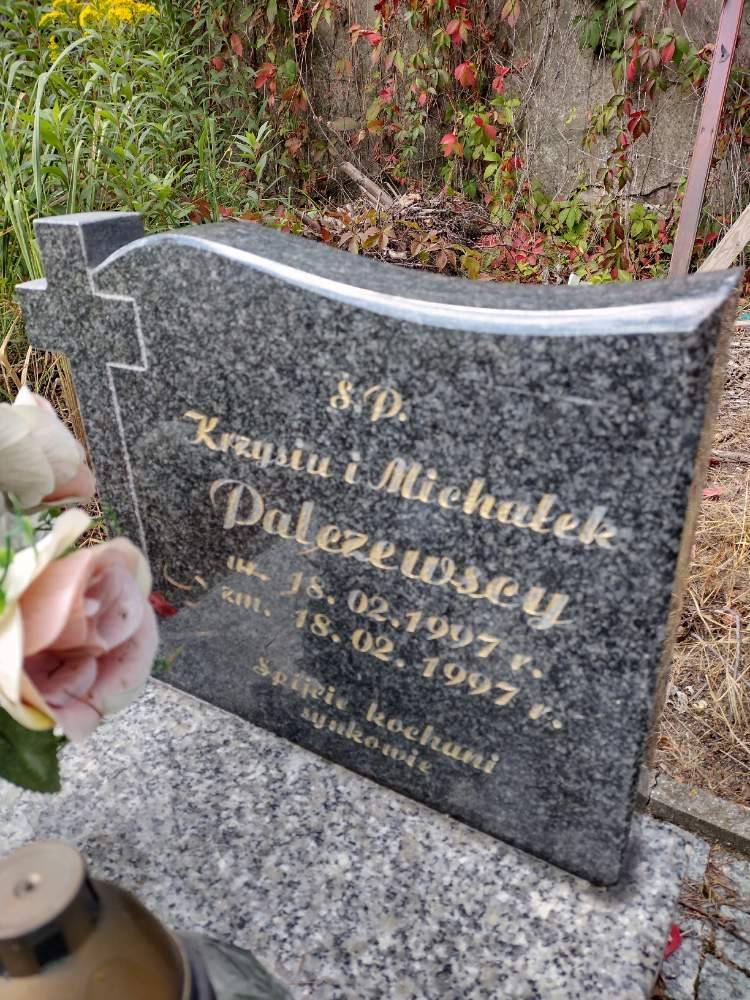 Ś.P.
Krzysiu i Michałek
Palczewscy
ur. 18.02.1997 r.
zm. 18.02.1997 r.
Śpijcie kochani
synkowie